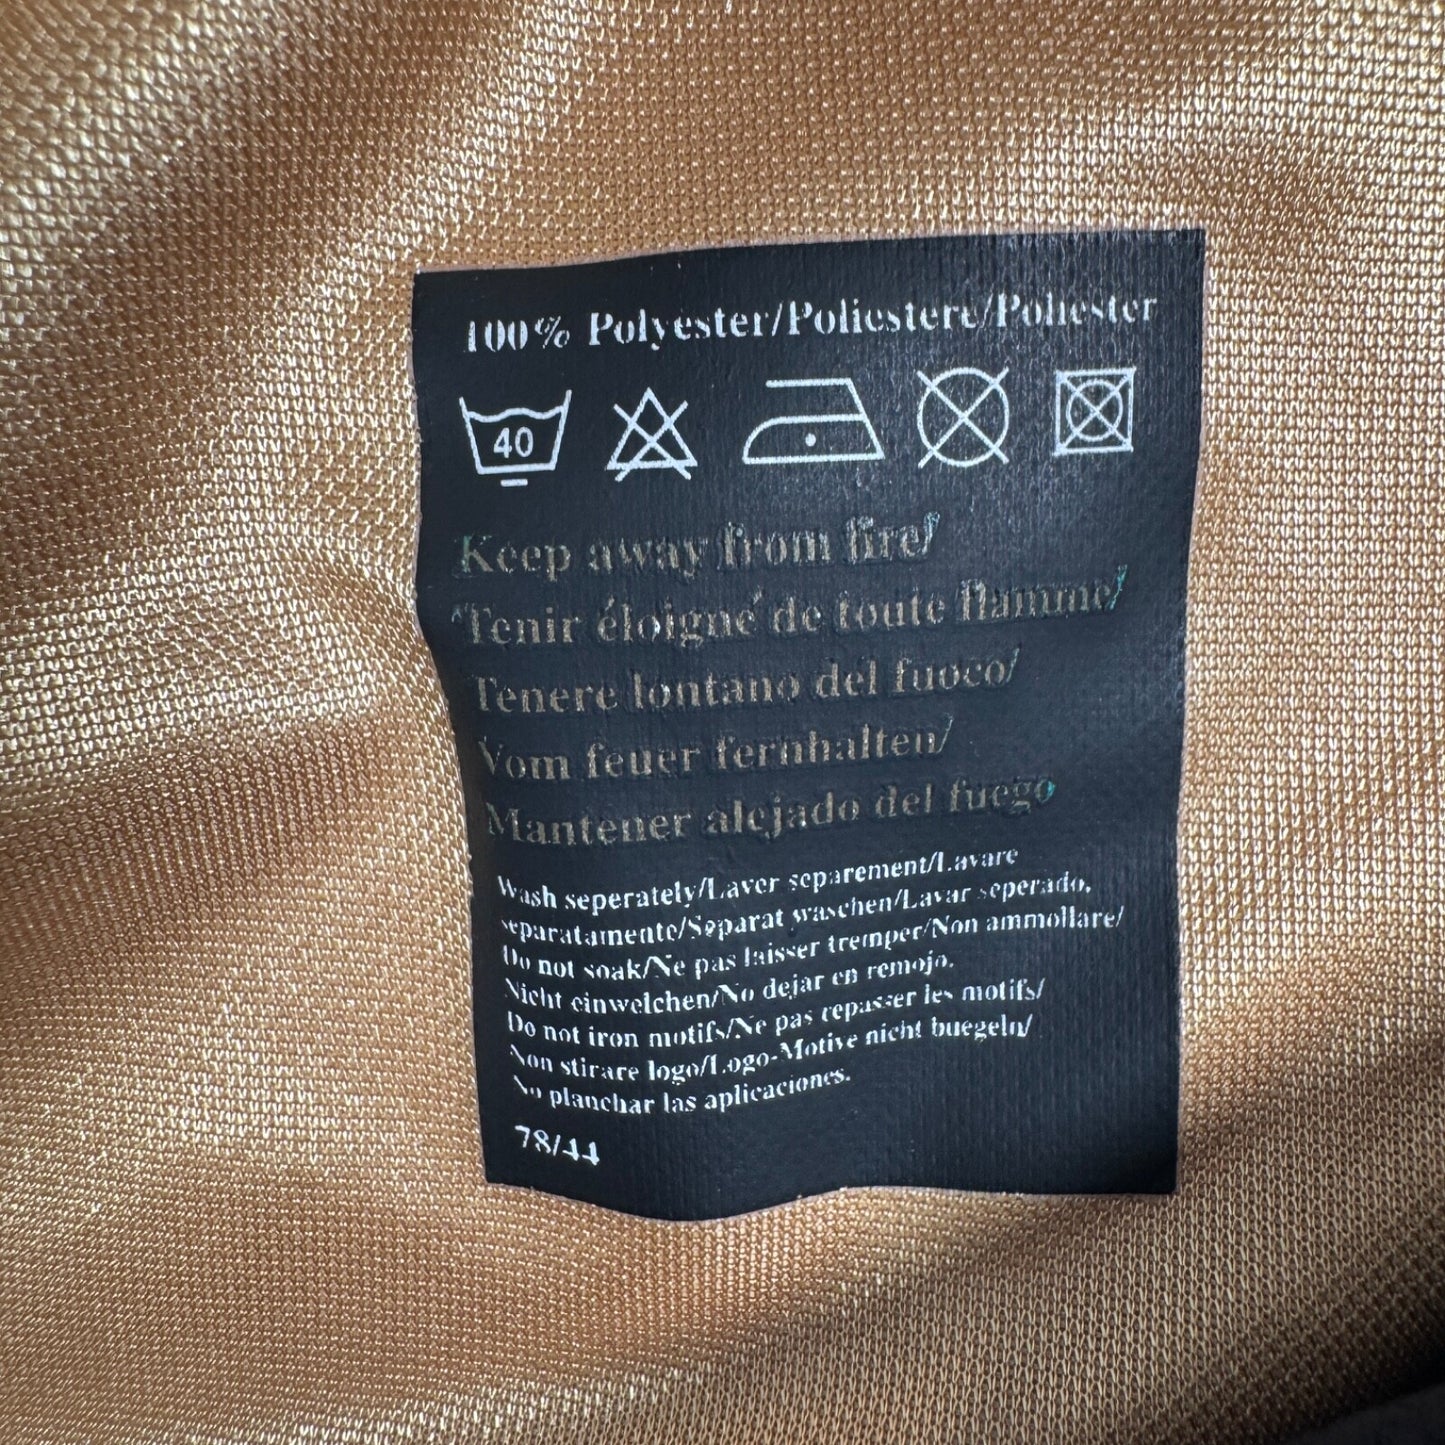 100% Polyester/Poliestere/Poliester
40
Keep away from fire/
Tenir éloigné de toute flamme/
Tenere lontano del fuoco/
Vom feuer fernhalten/
Mantener alejado del fuego
Wash seperately/Laver separement/Lavare
separatamente/Separat waschen/Lavar seperado.
Do not soak/Ne pas laisser tremper/Non ammollare/
Nicht einwelchen/No dejar en remojo.
Do not iron motifs/Ne pas repasser les motifs/
Non stirare logo/Logo-Motive nicht buegeln/
No planchar las aplicaciones.
78/44